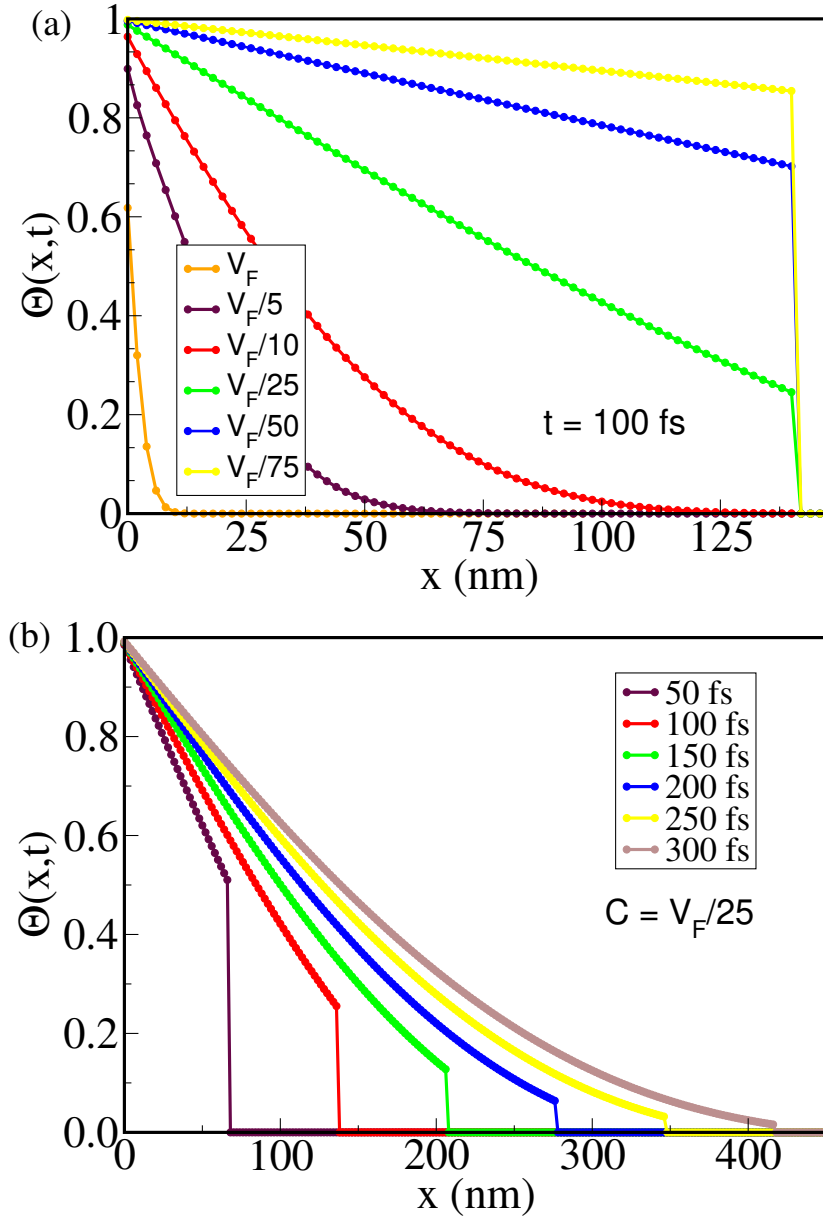 (a)
1
0.8
0.6
0.4
0.2
0
Θ(x,t)
V_F
V_F/5
V_F/10
V_F/25
V_F/50
V_F/75
t = 100 fs
0 25 50 75 100 125
x (nm)
(b)
1.0
0.8
0.6
0.4
0.2
0.0
Θ(x,t)
50 fs
100 fs
150 fs
200 fs
250 fs
300 fs
C = V_F/25
0 100 200 300 400
x (nm)